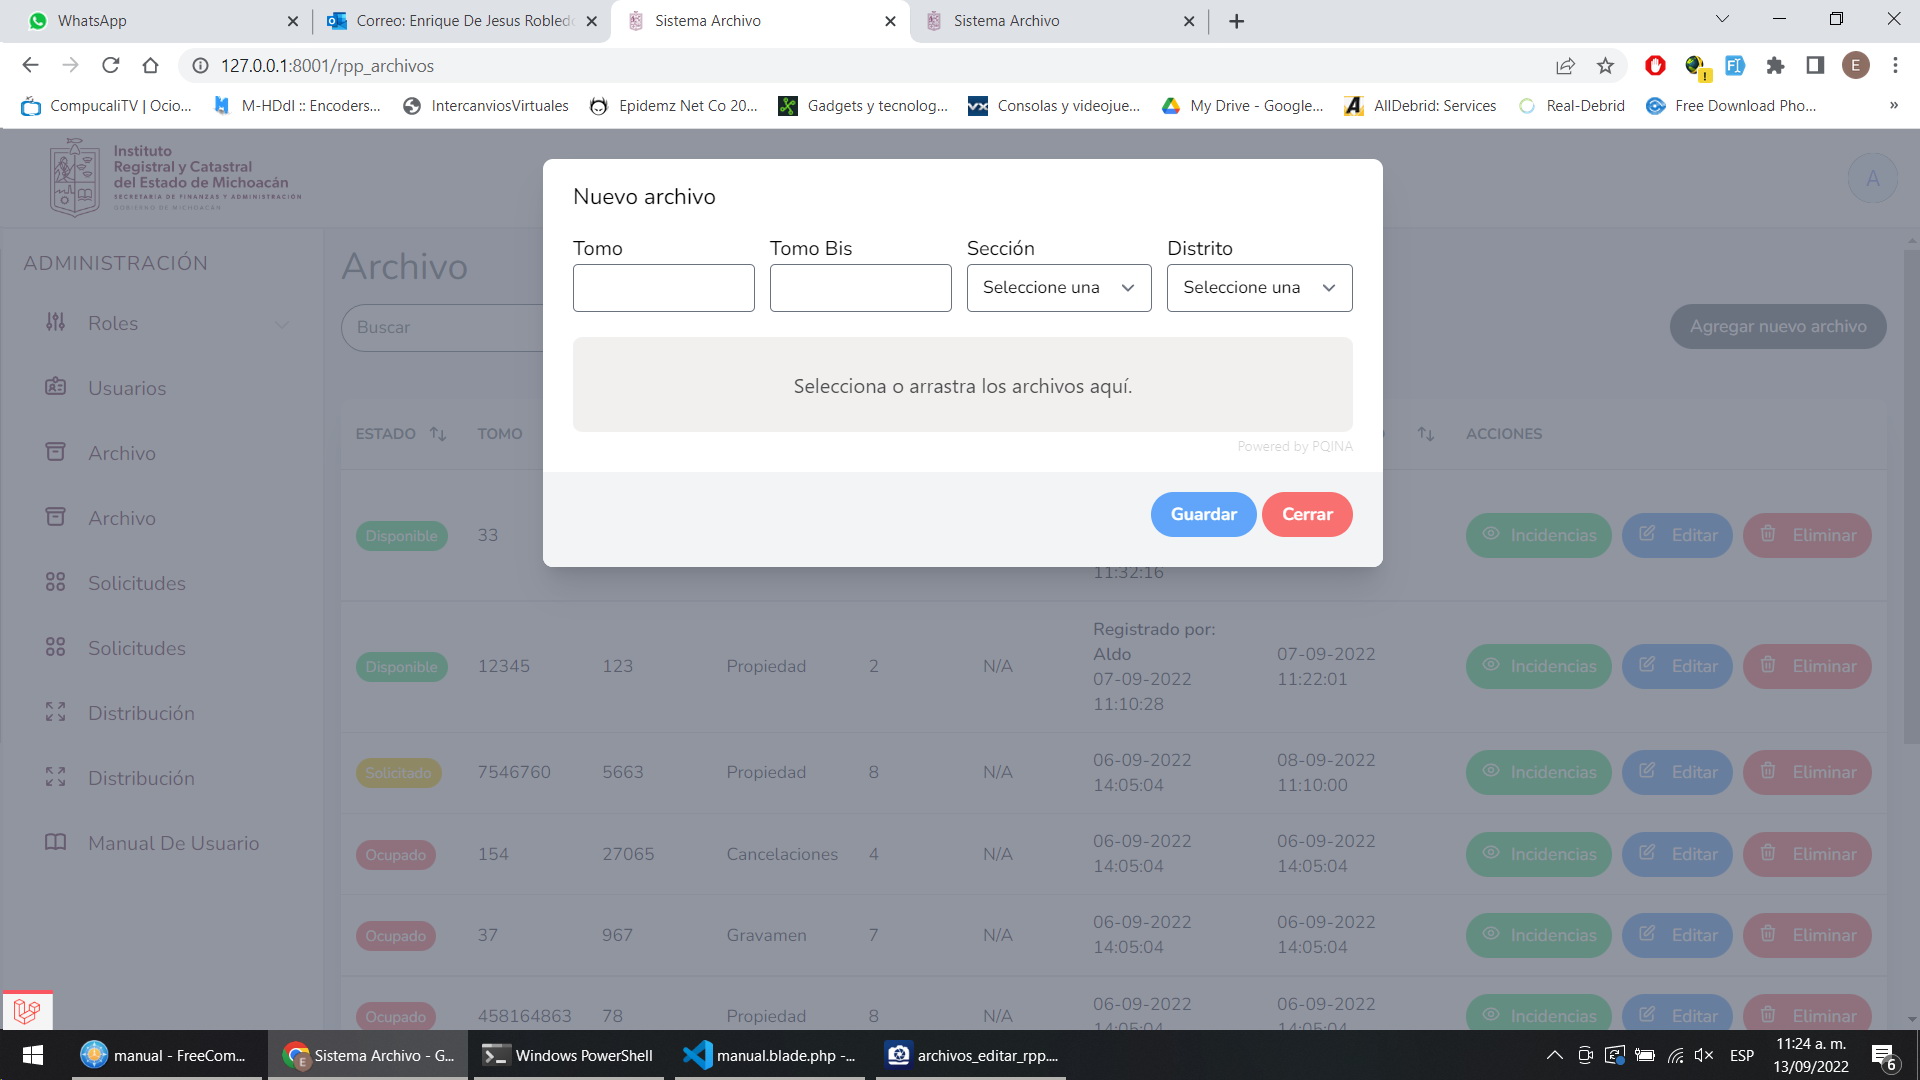 WhatsApp
Correo: Enrique De Jesus Robled
Sistema Archivo
Sistema Archivo
127.0.0.1:8001/rpp_archivos
E
CompucaliTV | Ocio...
M-HDdl :: Encoders...
IntercanviosVirtuales
Epidemz Net Co 20...
Gadgets y tecnolog...
Consolas y videojue...
My Drive - Google...
AllDebrid: Services
Real-Debrid
Free Download Pho...
»
Instituto
Registral y Catastral
del Estado de Michoacán
SECRETARÍA DE FINANZAS Y ADMINISTRACIÓN
GOBIERNO DE MICHOACÁN
A
ADMINISTRACIÓN
Roles
Usuarios
Archivo
Archivo
Solicitudes
Solicitudes
Distribución
Distribución
Manual De Usuario
Archivo
Buscar
Agregar nuevo archivo
Nuevo archivo
Tomo Tomo Bis Sección Distrito
Seleccione una Seleccione una
Selecciona o arrastra los archivos aquí.
Powered by PQINA
Guardar Cerrar
ESTADO TOMO ACCIONES
Disponible 33 Incidencias Editar Eliminar
11:32:16
Registrado por:
Aldo
07-09-2022
11:10:28
Disponible 12345 123 Propiedad 2 N/A 07-09-2022
11:22:01
Incidencias Editar Eliminar
Solicitado 7546760 5663 Propiedad 8 N/A 06-09-2022
14:05:04
08-09-2022
11:10:00
Incidencias Editar Eliminar
Ocupado 154 27065 Cancelaciones 4 N/A 06-09-2022
14:05:04
06-09-2022
14:05:04
Incidencias Editar Eliminar
Ocupado 37 967 Gravamen 7 N/A 06-09-2022
14:05:04
06-09-2022
14:05:04
Incidencias Editar Eliminar
Ocupado 458164863 78 Propiedad 8 N/A 06-09-2022
14:05:04
06-09-2022
14:05:04
Incidencias Editar Eliminar
manual - FreeCom...
Sistema Archivo - G...
Windows PowerShell
manual.blade.php -...
archivos_editar_rpp....
ESP
11:24 a. m.
13/09/2022
6